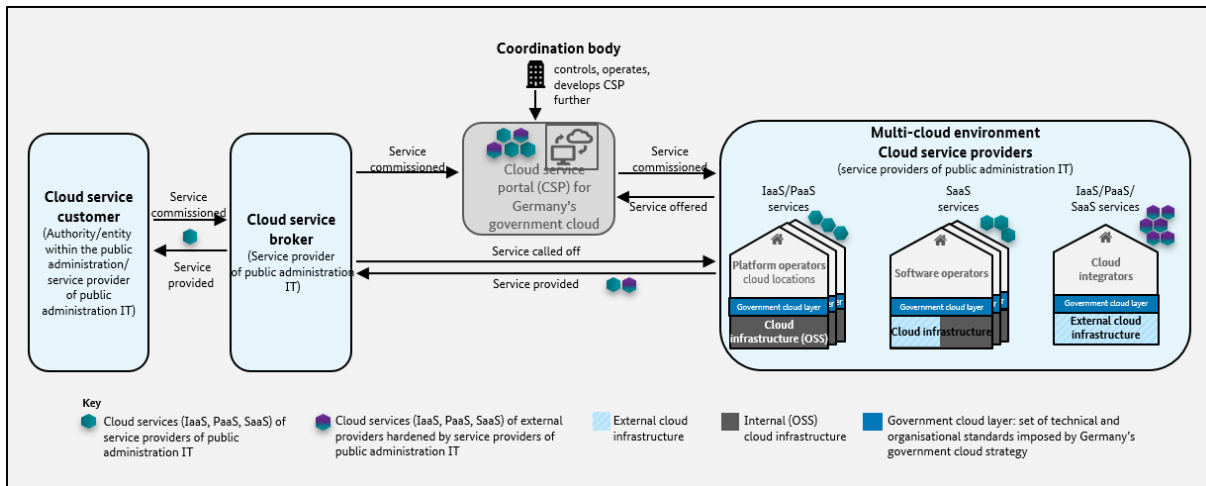 Coordination body
controls, operates,
develops CSP
further
Cloud service
customer
(Authority/entity
within the public
administration/
service provider
of public
administration IT)
Service
commissioned
Service
provided
Cloud service
broker
(Service provider
of public administration
IT)
Service
commissioned
Cloud service
portal (CSP) for
Germany's
government cloud
Service
commissioned
Service offered
Service called off
Service provided
Multi-cloud environment
Cloud service providers
(service providers of public administration IT)
IaaS/PaaS
services
Platform operators
cloud locations
Government cloud layer
Cloud
infrastructure (OSS)
SaaS
services
Software operators
Government cloud layer
Cloud infrastructure
IaaS/PaaS/
SaaS services
Cloud
integrators
Government cloud layer
External cloud
infrastructure
Key
Cloud services (IaaS, PaaS, SaaS) of
service providers of public
administration IT
Cloud services (IaaS, PaaS, SaaS) of external
providers hardened by service providers of
public administration IT
External cloud
infrastructure
Internal (OSS)
cloud infrastructure
Government cloud layer: set of technical and
organisational standards imposed by Germany's
government cloud strategy